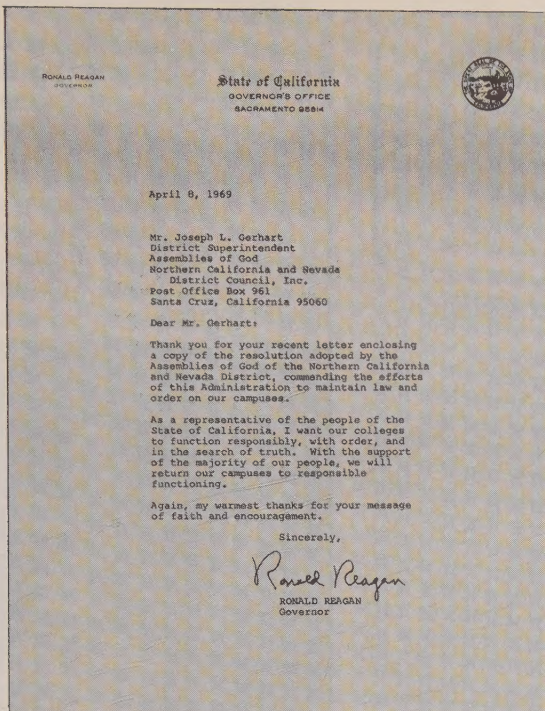 RONALD REAGAN
GOVERNOR
State of California
GOVERNOR'S OFFICE
SACRAMENTO 95814
April 8, 1969
Mr. Joseph L. Gerhart
District Superintendent
Assemblies of God
Northern California and Nevada
District Council, Inc.
Post Office Box 961
Santa Cruz, California 95060
Dear Mr. Gerhart:
Thank you for your recent letter enclosing
a copy of the resolution adopted by the
Assemblies of God of the Northern California
and Nevada District, commending the efforts
of this Administration to maintain law and
order on our campuses.
As a representative of the people of the
State of California, I want our colleges
to function responsibly, with order, and
in the search of truth. With the support
of the majority of our people, we will
return our campuses to responsible
functioning.
Again, my warmest thanks for your message
of faith and encouragement.
Sincerely,
Ronald Reagan
RONALD REAGAN
Governor